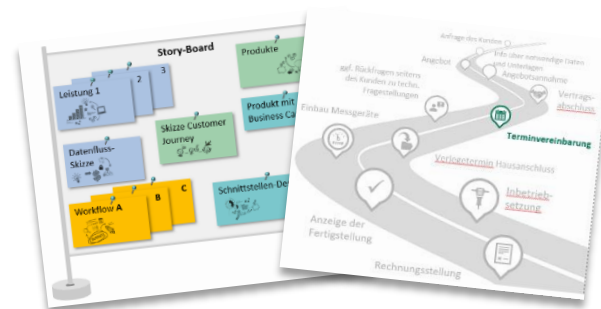 Story-Board
Leistung 1
2
3
Produkte
Produkt mit
Business Ca
Skizze Customer
Journey
Datenfluss-
Skizze
Workflow A
B
C
Schnittstellen-De
Anfrage des Kunden
Info über notwendige Daten
und Unterlagen
Angebot
Angebotsannahme
Vertrags-
abschluss
ggf. Rückfragen seitens
des Kunden zu techn.
Fragestellungen
Terminvereinbarung
Einbau Messgeräte
Verlegetermin Hausanschluss
Inbetrieb-
setzung
Anzeige der
Fertigstellung
Rechnungsstellung